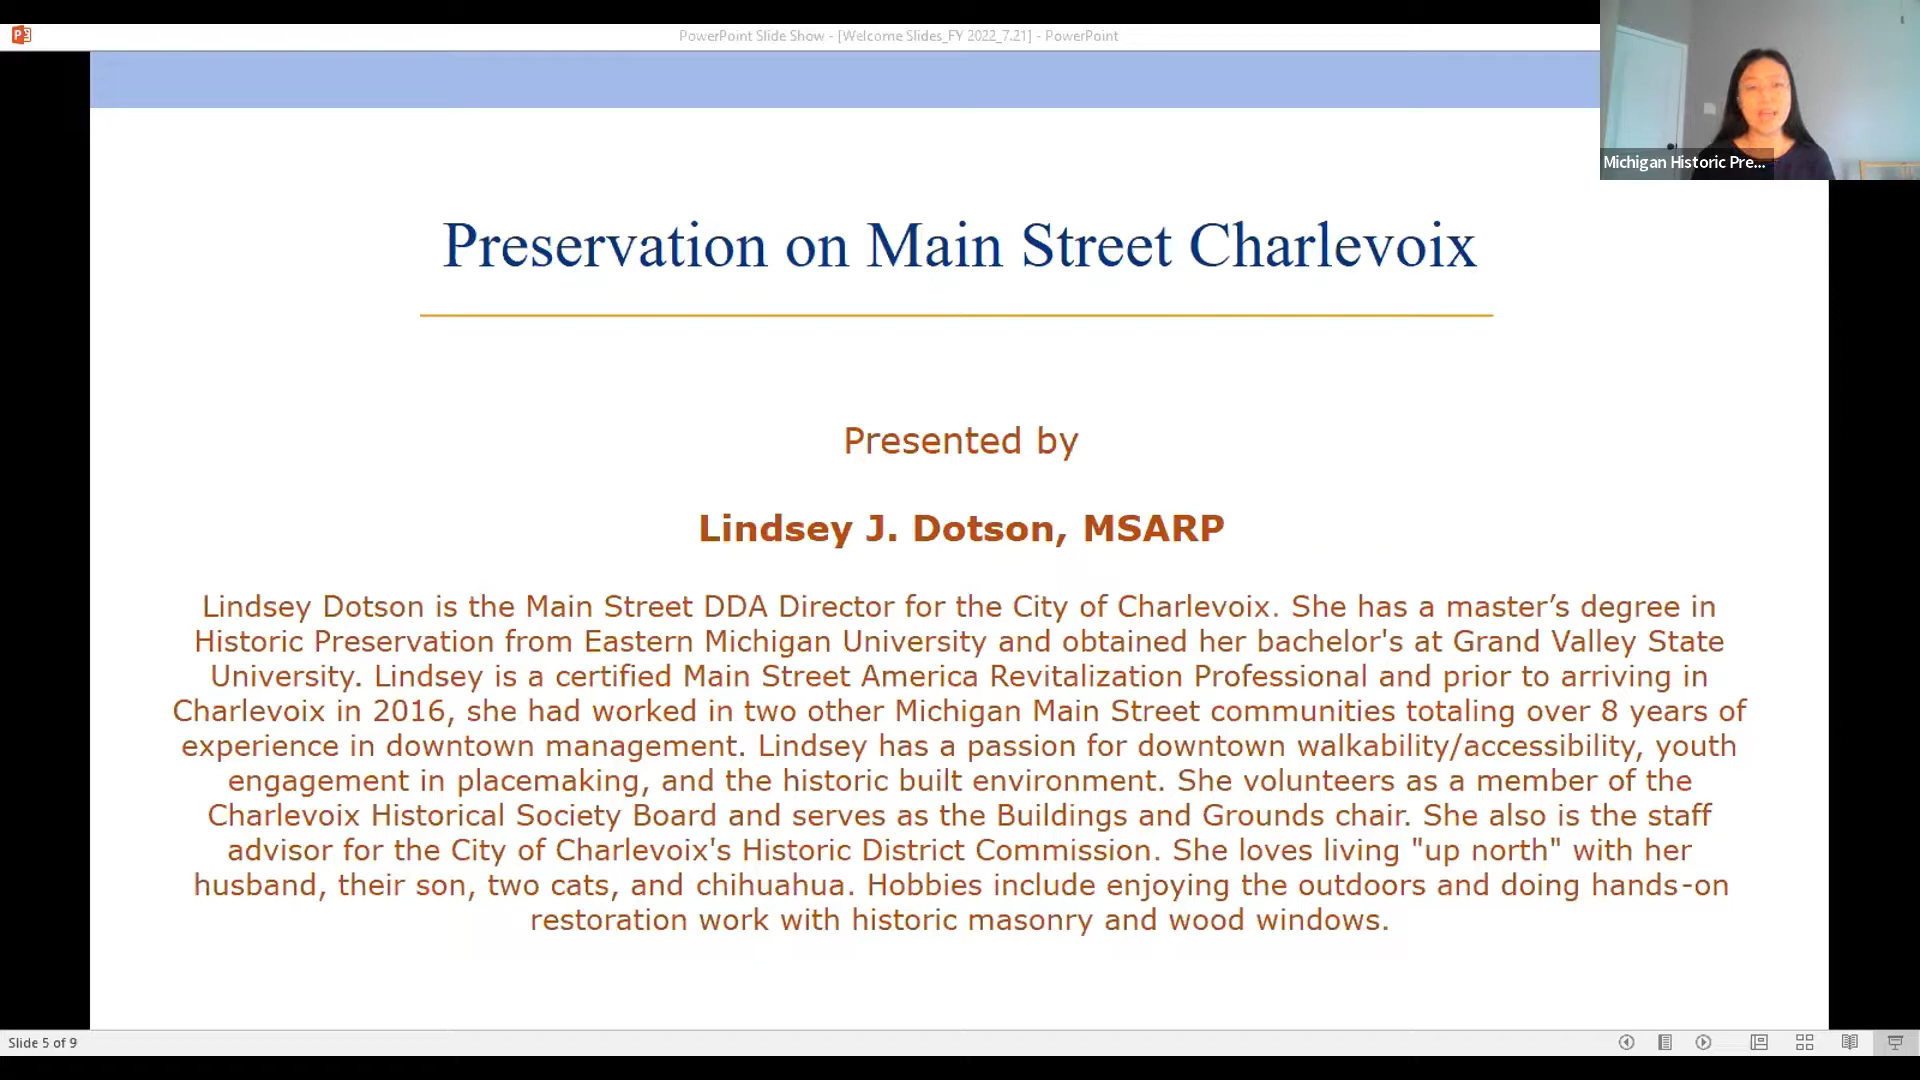 PowerPoint Slide Show - [Welcome Slides_FY 2022_7.21] - PowerPoint
Michigan Historic Pre...
Preservation on Main Street Charlevoix
Presented by
Lindsey J. Dotson, MSARP
Lindsey Dotson is the Main Street DDA Director for the City of Charlevoix. She has a master’s degree in
Historic Preservation from Eastern Michigan University and obtained her bachelor's at Grand Valley State
University. Lindsey is a certified Main Street America Revitalization Professional and prior to arriving in
Charlevoix in 2016, she had worked in two other Michigan Main Street communities totaling over 8 years of
experience in downtown management. Lindsey has a passion for downtown walkability/accessibility, youth
engagement in placemaking, and the historic built environment. She volunteers as a member of the
Charlevoix Historical Society Board and serves as the Buildings and Grounds chair. She also is the staff
advisor for the City of Charlevoix's Historic District Commission. She loves living "up north" with her
husband, their son, two cats, and chihuahua. Hobbies include enjoying the outdoors and doing hands-on
restoration work with historic masonry and wood windows.
Slide 5 of 9